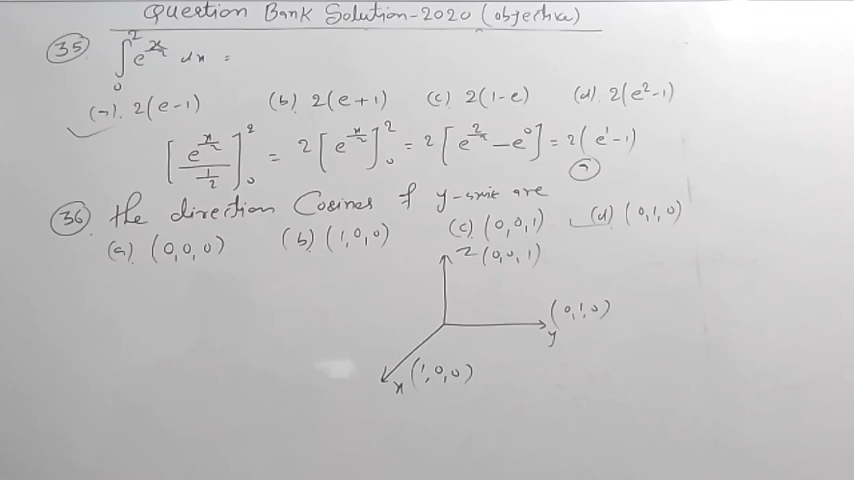 Question Bank Solution-2020 (objective)
(35) ∫₀² e^(x/2) dx =
(a). 2(e-1) (b) 2(e+1) (c) 2(1-e) (d) 2(e²-1)
[e^(x/2) / (1/2)]₀² = 2[e^(x/2)]₀² = 2[e^(2/2) - e⁰] = 2(e¹-1)
(a)
(36) the direction Cosines of y-axis are
(a) (0,0,0) (b) (1,0,0) (c) (0,0,1) (d) (0,1,0)
Z (0,0,1)
(0,1,0)
y
x (1,0,0)